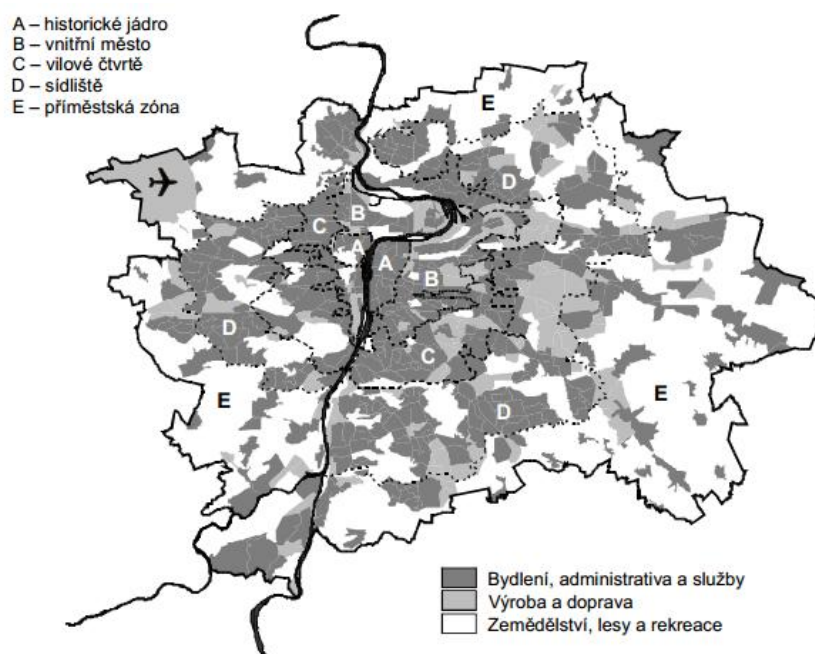 A – historické jádro
B – vnitřní město
C – vilové čtvrtě
D – sídliště
E – příměstská zóna
E
D
B
C
A
A
B
D
C
E
E
D
Bydlení, administrativa a služby
Výroba a doprava
Zemědělství, lesy a rekreace